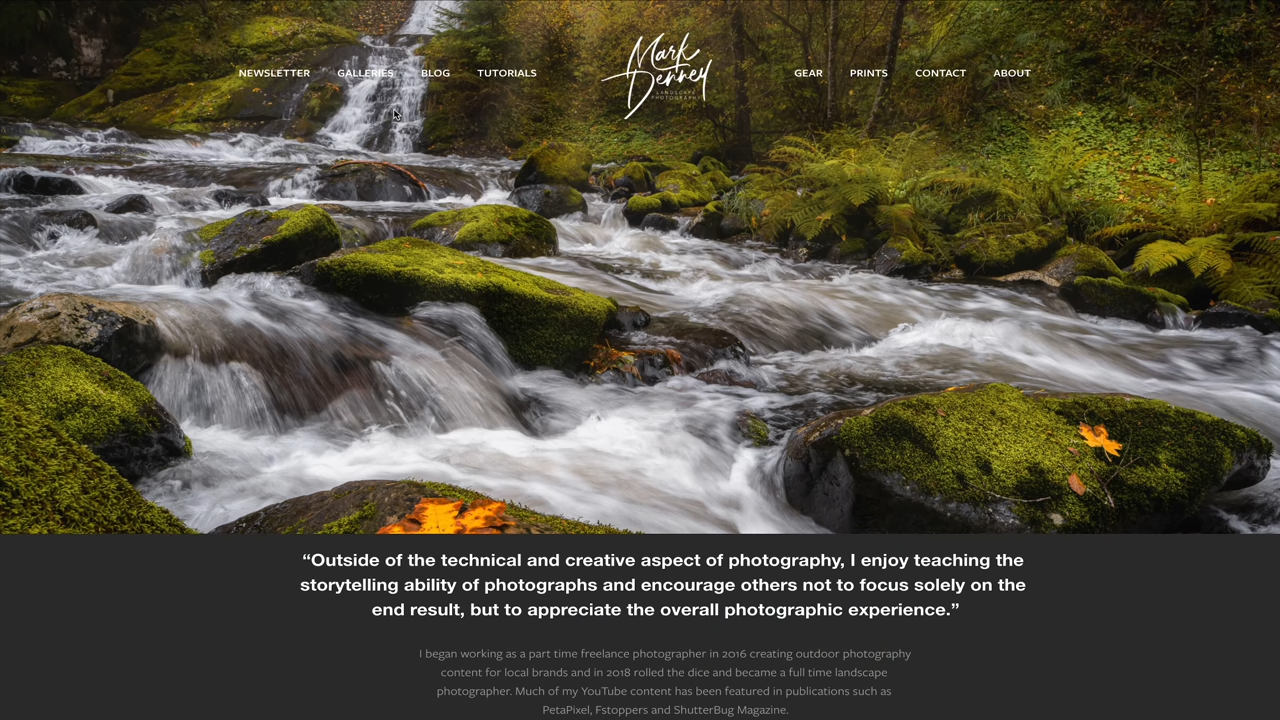 NEWSLETTER GALLERIES BLOG TUTORIALS
Mark
Denney
LANDSCAPE
PHOTOGRAPHY
GEAR PRINTS CONTACT ABOUT
“Outside of the technical and creative aspect of photography, I enjoy teaching the
storytelling ability of photographs and encourage others not to focus solely on the
end result, but to appreciate the overall photographic experience.”
I began working as a part time freelance photographer in 2016 creating outdoor photography
content for local brands and in 2018 rolled the dice and became a full time landscape
photographer. Much of my YouTube content has been featured in publications such as
PetaPixel, Fstoppers and ShutterBug Magazine.